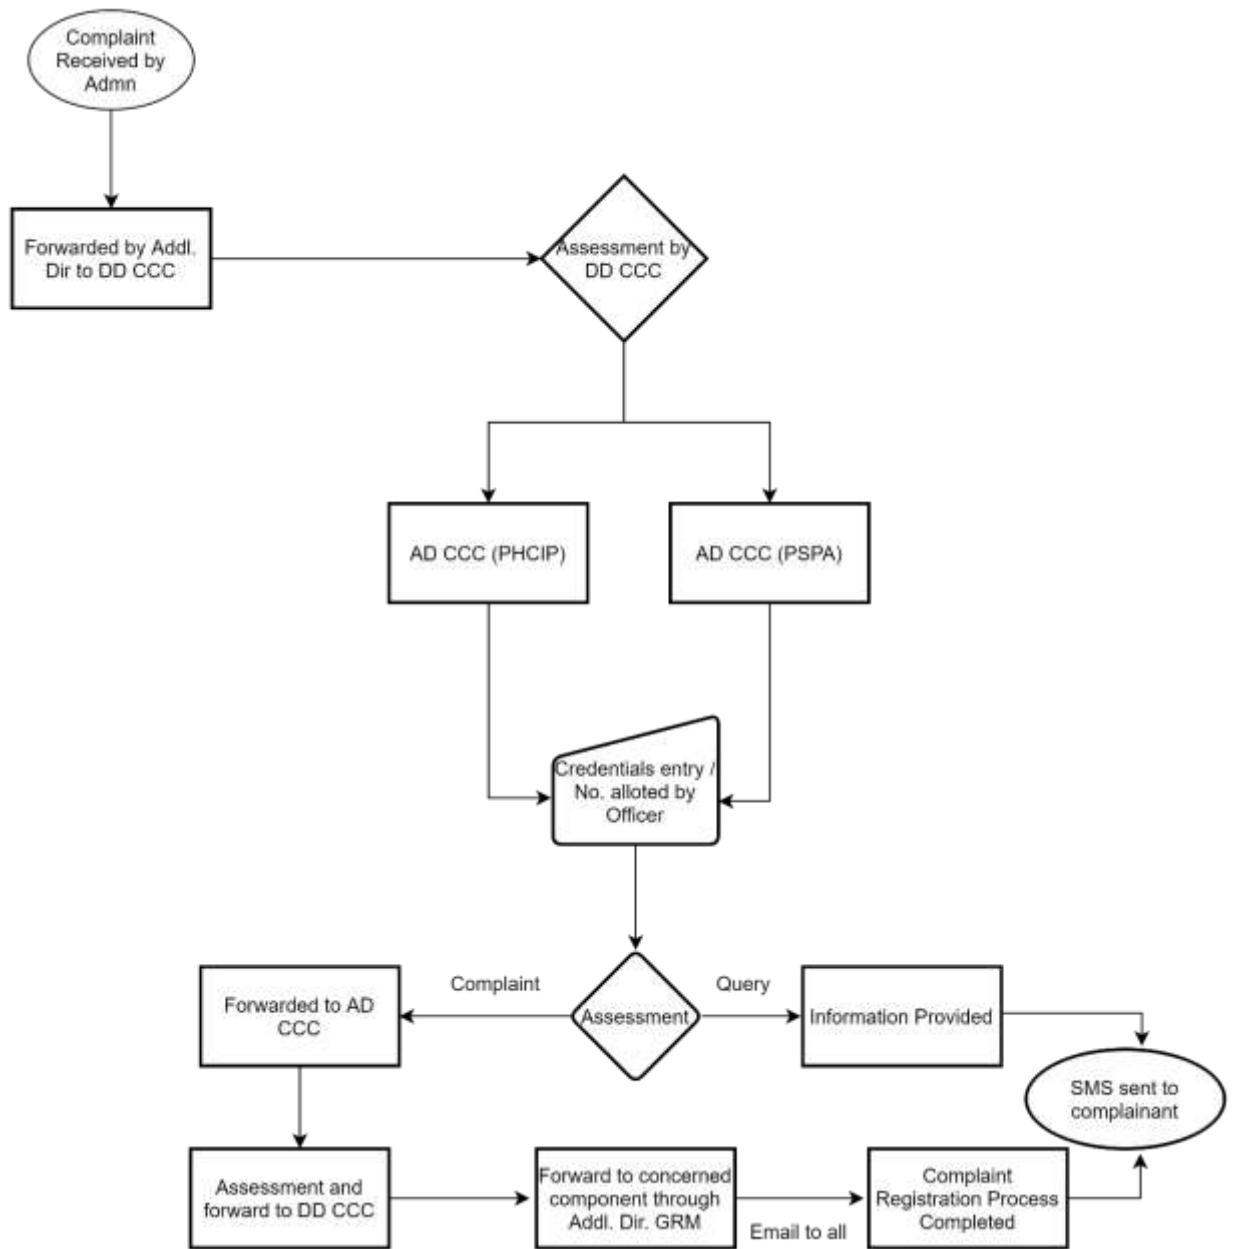 Complaint
Received by
Admn
Forwarded by Addl.
Dir to DD CCC
Assessment by
DD CCC
AD CCC (PHCIP)
AD CCC (PSPA)
Credentials entry /
No. alloted by
Officer
Complaint
Query
Forwarded to AD
CCC
Assessment
Information Provided
SMS sent to
complainant
Assessment and
forward to DD CCC
Forward to concerned
component through
Addl. Dir. GRM
Email to all
Complaint
Registration Process
Completed